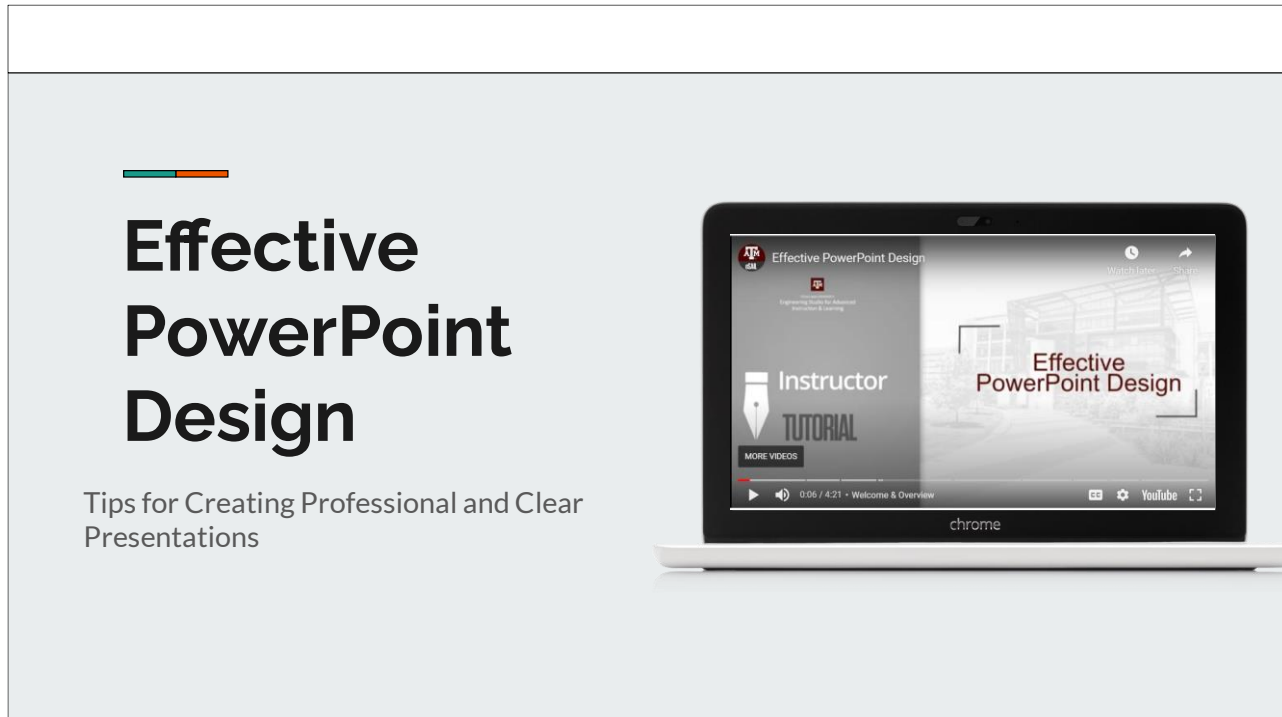 Effective
PowerPoint
Design
Tips for Creating Professional and Clear
Presentations
Effective PowerPoint Design
Watch later
Share
Engineering Studio for Advanced
Instruction & Learning
Instructor
TUTORIAL
Effective
PowerPoint Design
MORE VIDEOS
0:06 / 4:21 • Welcome & Overview
CC
YouTube
chrome